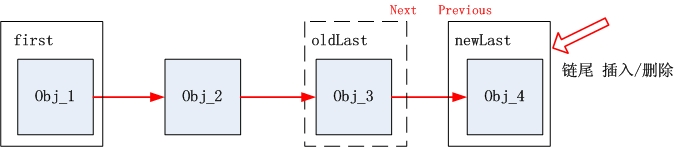 Next Previous
first
oldLast
newLast
Obj_1
Obj_2
Obj_3
Obj_4
链尾 插入/删除